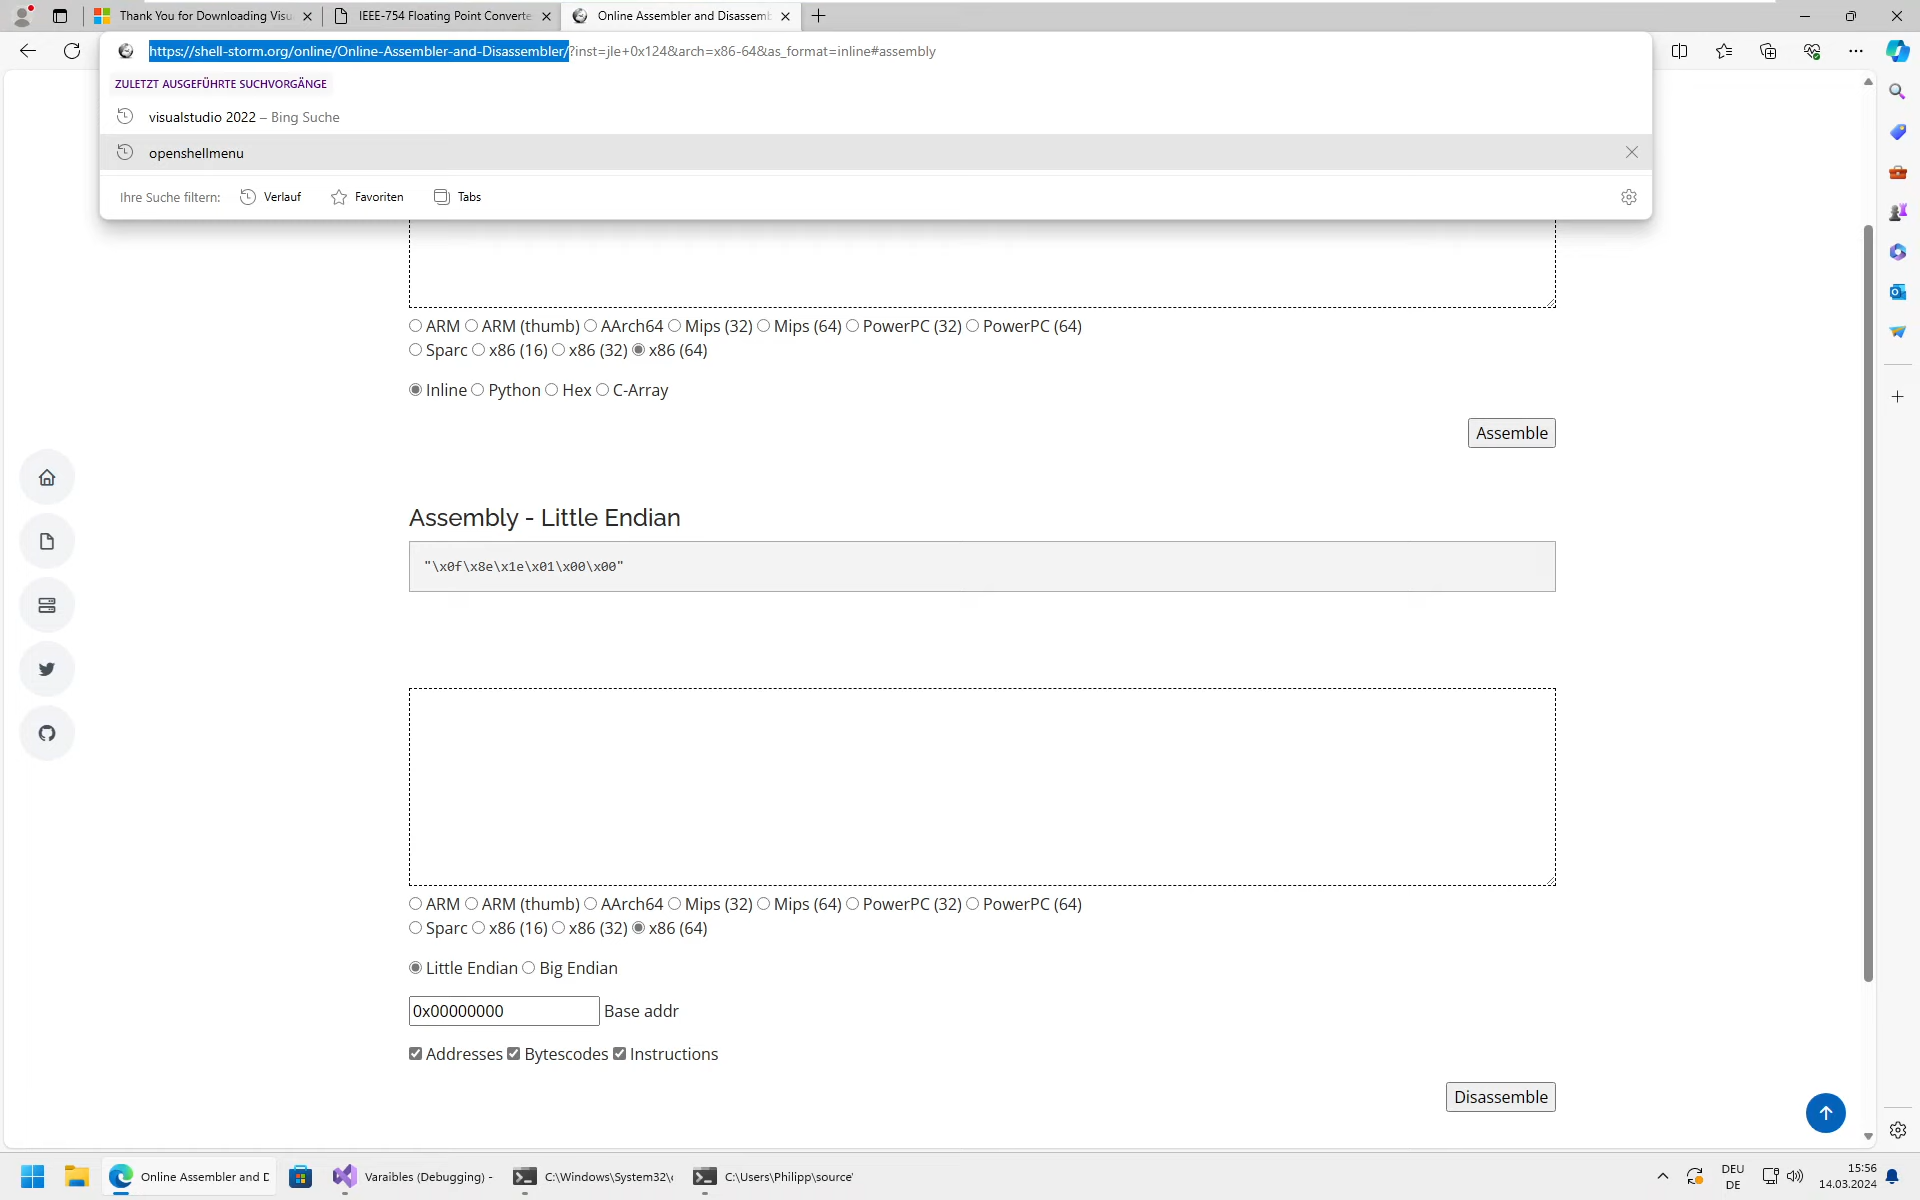 Thank You for Downloading Visu
IEEE-754 Floating Point Converte
Online Assembler and Disassemb
https://shell-storm.org/online/Online-Assembler-and-Disassembler/?inst=jle+0x124&arch=x86-64&as_format=inline#assembly
ZULETZT AUSGEFÜHRTE SUCHVORGÄNGE
visualstudio 2022 – Bing Suche
openshellmenu
Ihre Suche filtern: Verlauf Favoriten Tabs
ARM ARM (thumb) AArch64 Mips (32) Mips (64) PowerPC (32) PowerPC (64)
Sparc x86 (16) x86 (32) x86 (64)
Inline Python Hex C-Array
Assemble
Assembly - Little Endian
"\x0f\x8e\x1e\x01\x00\x00"
ARM ARM (thumb) AArch64 Mips (32) Mips (64) PowerPC (32) PowerPC (64)
Sparc x86 (16) x86 (32) x86 (64)
Little Endian Big Endian
0x00000000 Base addr
Addresses Bytescodes Instructions
Disassemble
Online Assembler and D
Varaibles (Debugging) -
C:\Windows\System32\c
C:\Users\Philipp\source'
DEU
DE
15:56
14.03.2024